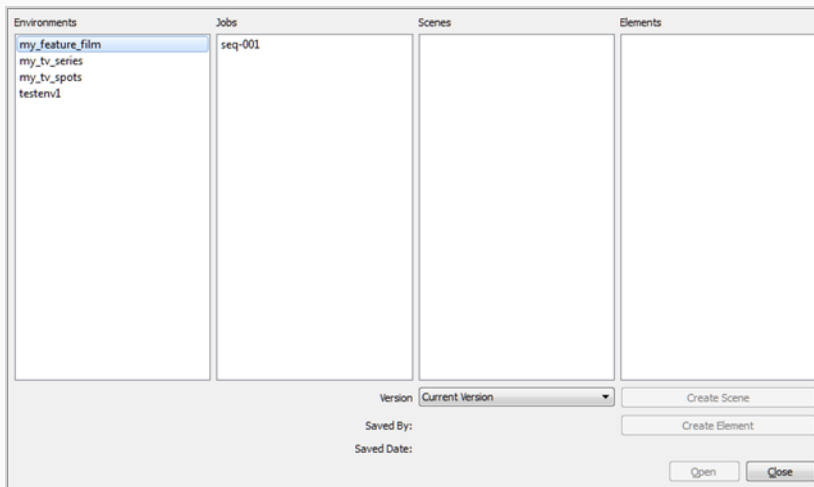 Environments Jobs Scenes Elements
my_feature_film seq-001
my_tv_series
my_tv_spots
testenv1
Version Current Version Create Scene
Saved By: Create Element
Saved Date:
Open Close